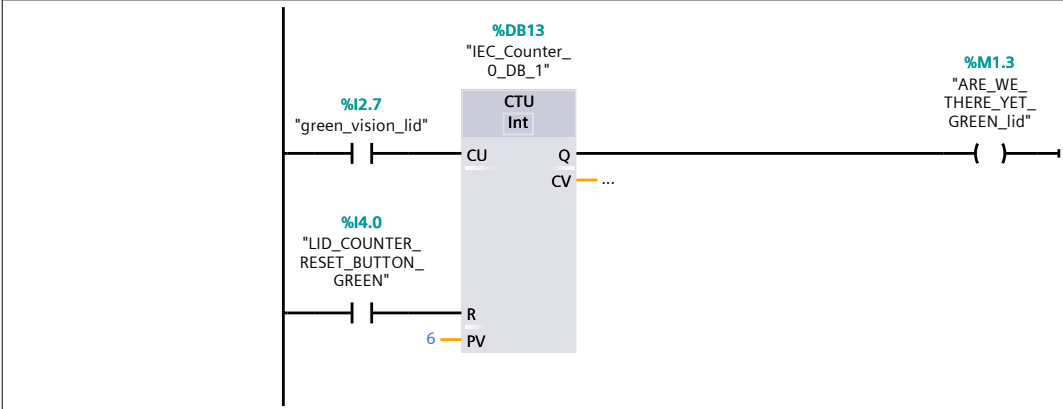 %DB13
"IEC_Counter_
0_DB_1"
%M1.3
"ARE_WE_
THERE_YET_
GREEN_lid"
%I2.7
"green_vision_lid"
CTU
Int
CU
Q
CV
...
%I4.0
"LID_COUNTER_
RESET_BUTTON_
GREEN"
R
6
PV